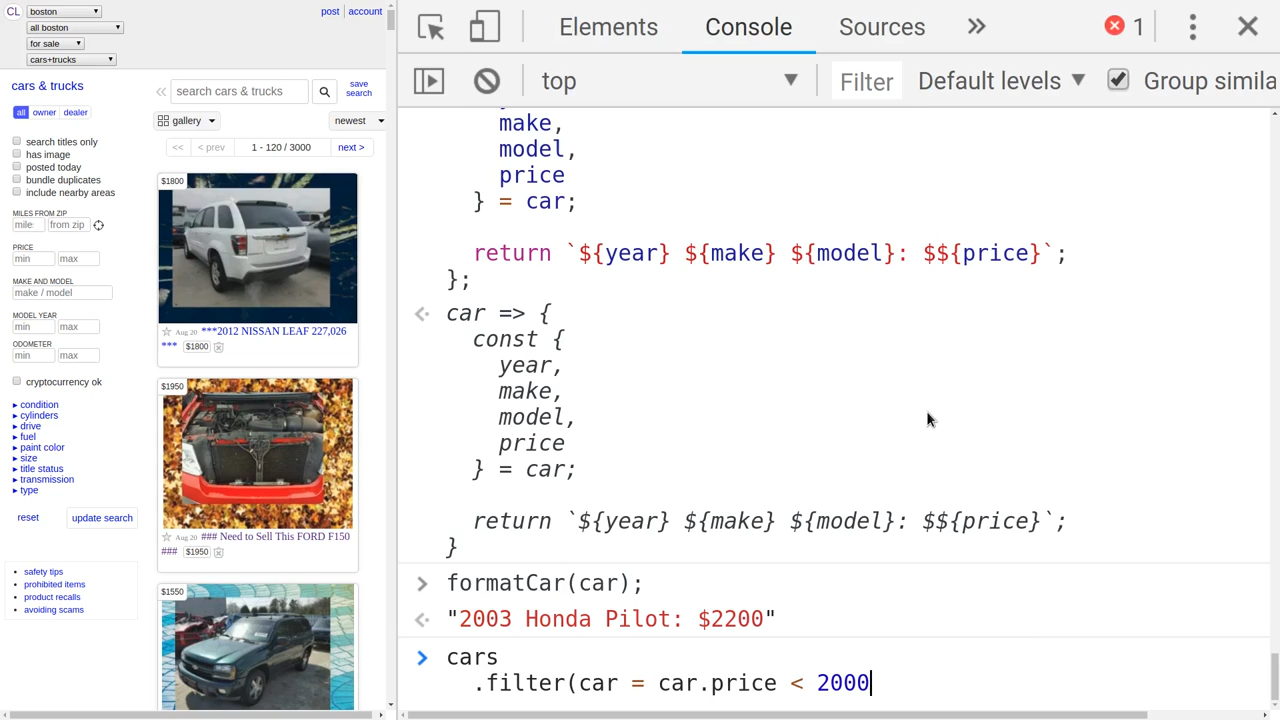 CL
boston
post
account
all boston
for sale
cars+trucks
cars & trucks
search cars & trucks
save search
all owner dealer
gallery
newest
search titles only
has image
posted today
bundle duplicates
include nearby areas
<< < prev 1 - 120 / 3000 next >
MILES FROM ZIP
mile from zip
PRICE
min max
MAKE AND MODEL
make / model
MODEL YEAR
min max
ODOMETER
min max
cryptocurrency ok
condition
cylinders
drive
fuel
paint color
size
title status
transmission
type
reset update search
safety tips
prohibited items
product recalls
avoiding scams
$1800
Aug 20 ***2012 NISSAN LEAF 227,026
*** $1800
$1950
Aug 20 ### Need to Sell This FORD F150
### $1950
$1550
Elements Console Sources 1
top Filter Default levels Group simila
make,
model,
price
} = car;
return `${year} ${make} ${model}: $${price}`;
};
car => {
const {
year,
make,
model,
price
} = car;
return `${year} ${make} ${model}: $${price}`;
}
formatCar(car);
"2003 Honda Pilot: $2200"
cars
.filter(car = car.price < 2000